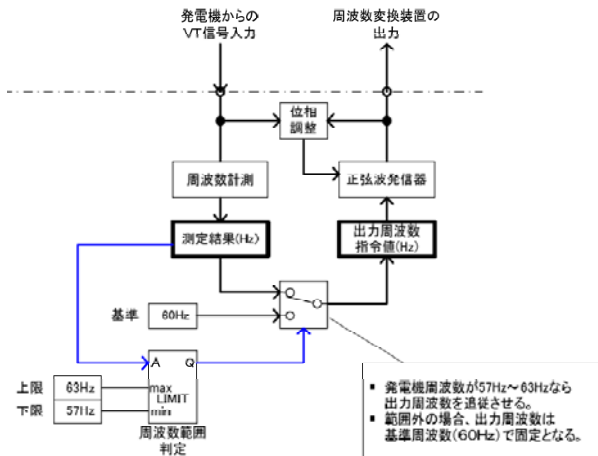 発電機からの
VT信号入力
周波数変換装置の
出力
位相
調整
周波数計測
正弦波発信器
測定結果(Hz)
出力周波数
指令値(Hz)
基準
60Hz
上限
63Hz
下限
57Hz
A
Q
max
LIMIT
min
周波数範囲
判定
▪ 発電機周波数が57Hz～63Hzなら
出力周波数を追従させる。
▪ 範囲外の場合、出力周波数は
基準周波数(60Hz)で固定となる。